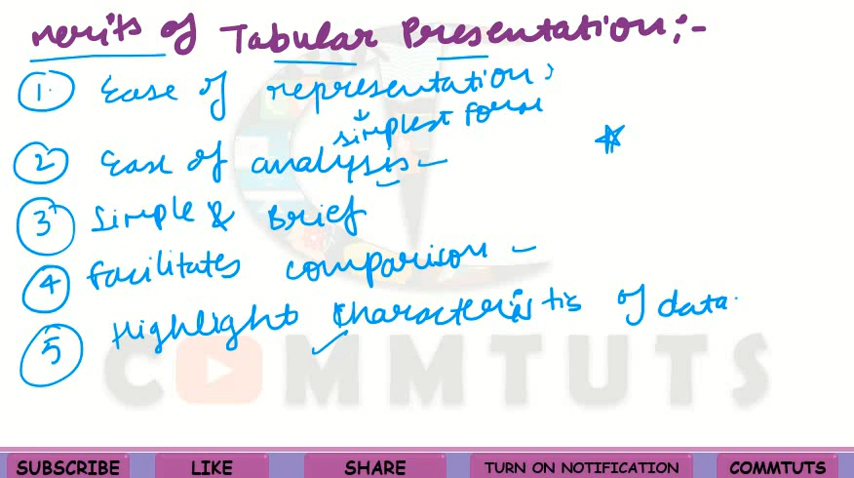 Merits of Tabular Presentation:-
1. Ease of representation:
↓
simplest form
2 Ease of analysis -
3 Simple & Brief
4 facilitates comparison -
5 Highlight characteristis of data.
COMMTUTS
SUBSCRIBE
LIKE
SHARE
TURN ON NOTIFICATION
COMMTUTS